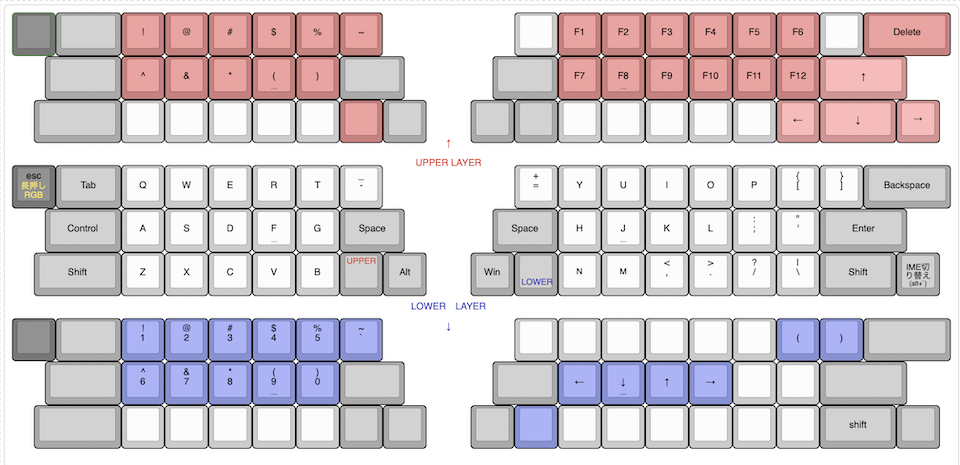 ! @ # $ % ~ F1 F2 F3 F4 F5 F6 Delete
^ & * ( ) F7 F8 F9 F10 F11 F12 ↑
← ↓ →
↑
UPPER LAYER
esc
長押し
RGB
Tab Q W E R T
_
-
+
=
Y U I O P
{
[
}
]
Backspace
Control A S D F G Space Space H J K L
:
;
"
'
Enter
Shift Z X C V B UPPER Alt Win LOWER N M
<
,
>
.
?
/
|
\
Shift
IME切
り替え
(alt+`)
LOWER LAYER
↓
! @ # $ % ~
1 2 3 4 5 `
( )
^ & * ( )
6 7 8 9 0
← ↓ ↑ →
shift